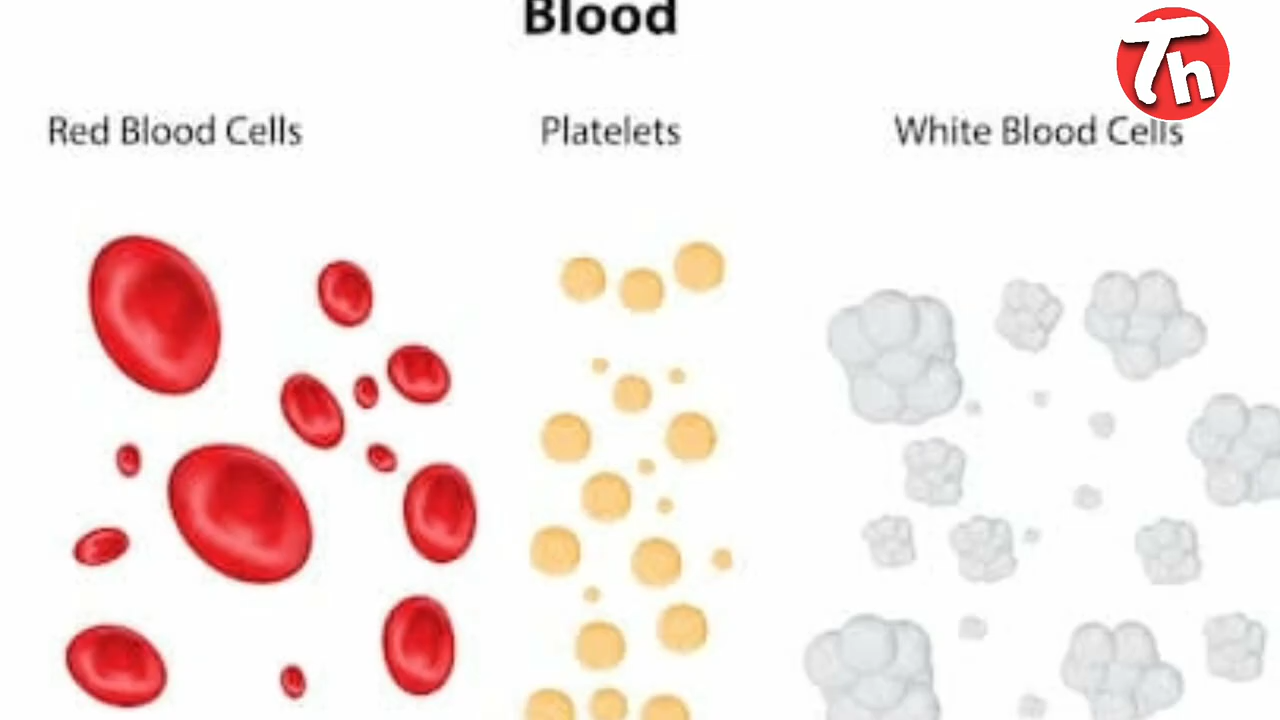 Blood
Th
Red Blood Cells
Platelets
White Blood Cells